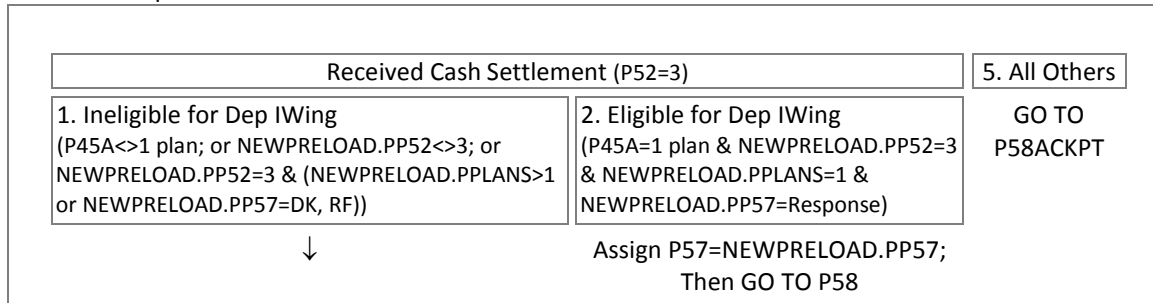 Received Cash Settlement (P52=3)
5. All Others
1. Ineligible for Dep IWing
(P45A<>1 plan; or NEWPRELOAD.PP52<>3; or
NEWPRELOAD.PP52=3 & (NEWPRELOAD.PPLANS>1
or NEWPRELOAD.PP57=DK, RF))
↓
2. Eligible for Dep IWing
(P45A=1 plan & NEWPRELOAD.PP52=3
& NEWPRELOAD.PPLANS=1 &
NEWPRELOAD.PP57=Response)
Assign P57=NEWPRELOAD.PP57;
Then GO TO P58
GO TO
P58ACKPT